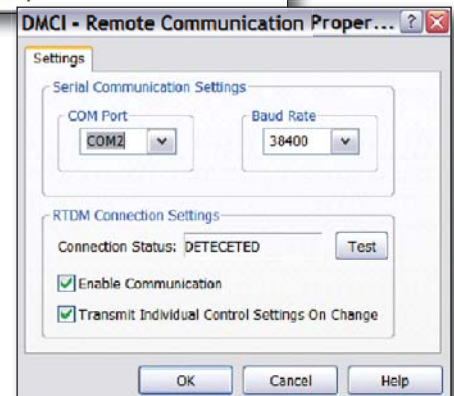 DMCI - Remote Communication Proper...
Settings
Serial Communication Settings
COM Port
Baud Rate
COM2
38400
RTDM Connection Settings
Connection Status: DETECETED
Test
Enable Communication
Transmit Individual Control Settings On Change
OK
Cancel
Help